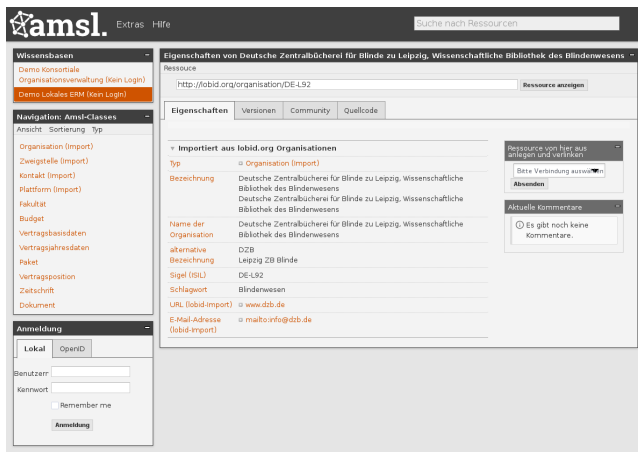 amsl. Extras Hilfe
Suche nach Ressourcen
Wissensbasen
Demo Konsortiale
Organisationsverwaltung (Kein Login)
Demo Lokales ERM (Kein Login)
Navigation: Amsl-Classes
Ansicht Sortierung Typ
Organisation (Import)
Zweigstelle (Import)
Kontakt (Import)
Plattform (Import)
Fakultät
Budget
Vertragsbasisdaten
Vertragsjahresdaten
Paket
Vertragsposition
Zeitschrift
Dokument
Anmeldung
Lokal OpenID
Benutzerr
Kennwort
Remember me
Anmeldung
Eigenschaften von Deutsche Zentralbücherei für Blinde zu Leipzig, Wissenschaftliche Bibliothek des Blindenwesens
Ressouce
http://lobid.org/organisation/DE-L92 Ressource anzeigen
Eigenschaften Versionen Community Quellcode
Importiert aus lobid.org Organisationen
Typ Organisation (Import)
Bezeichnung Deutsche Zentralbücherei für Blinde zu Leipzig, Wissenschaftliche
Bibliothek des Blindenwesens
Deutsche Zentralbücherei für Blinde zu Leipzig, Wissenschaftliche
Bibliothek des Blindenwesens
Name der Deutsche Zentralbücherei für Blinde zu Leipzig, Wissenschaftliche
Organisation Bibliothek des Blindenwesens
alternative DZB
Bezeichnung Leipzig ZB Blinde
Sigel (ISIL) DE-L92
Schlagwort Blindenwesen
URL (lobid-Import) www.dzb.de
E-Mail-Adresse mailto:info@dzb.de
(lobid-Import)
Ressource von hier aus
anlegen und verlinken
Bitte Verbindung auswählen
Absenden
Aktuelle Kommentare
Es gibt noch keine
Kommentare.